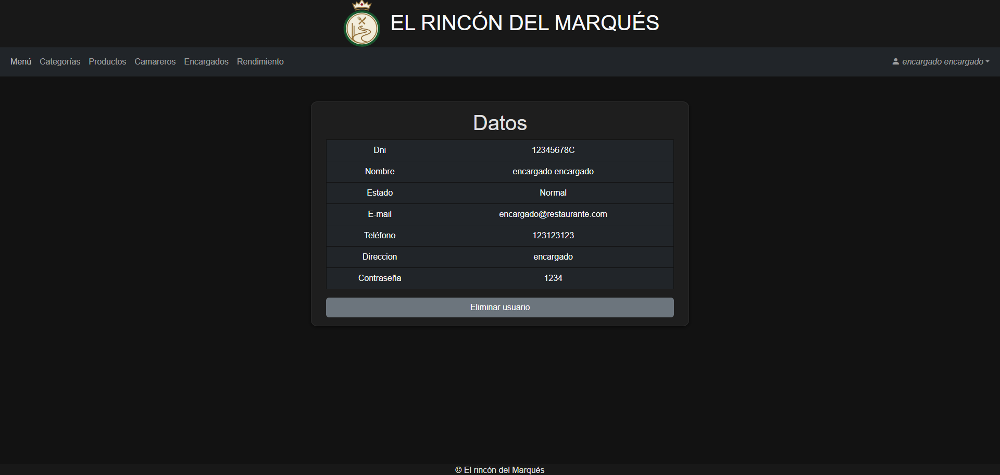 EL RINCÓN DEL MARQUÉS
Menú Categorías Productos Camareros Encargados Rendimiento encargado encargado
Datos
Dni 12345678C
Nombre encargado encargado
Estado Normal
E-mail encargado@restaurante.com
Teléfono 123123123
Direccion encargado
Contraseña 1234
Eliminar usuario
© El rincón del Marqués